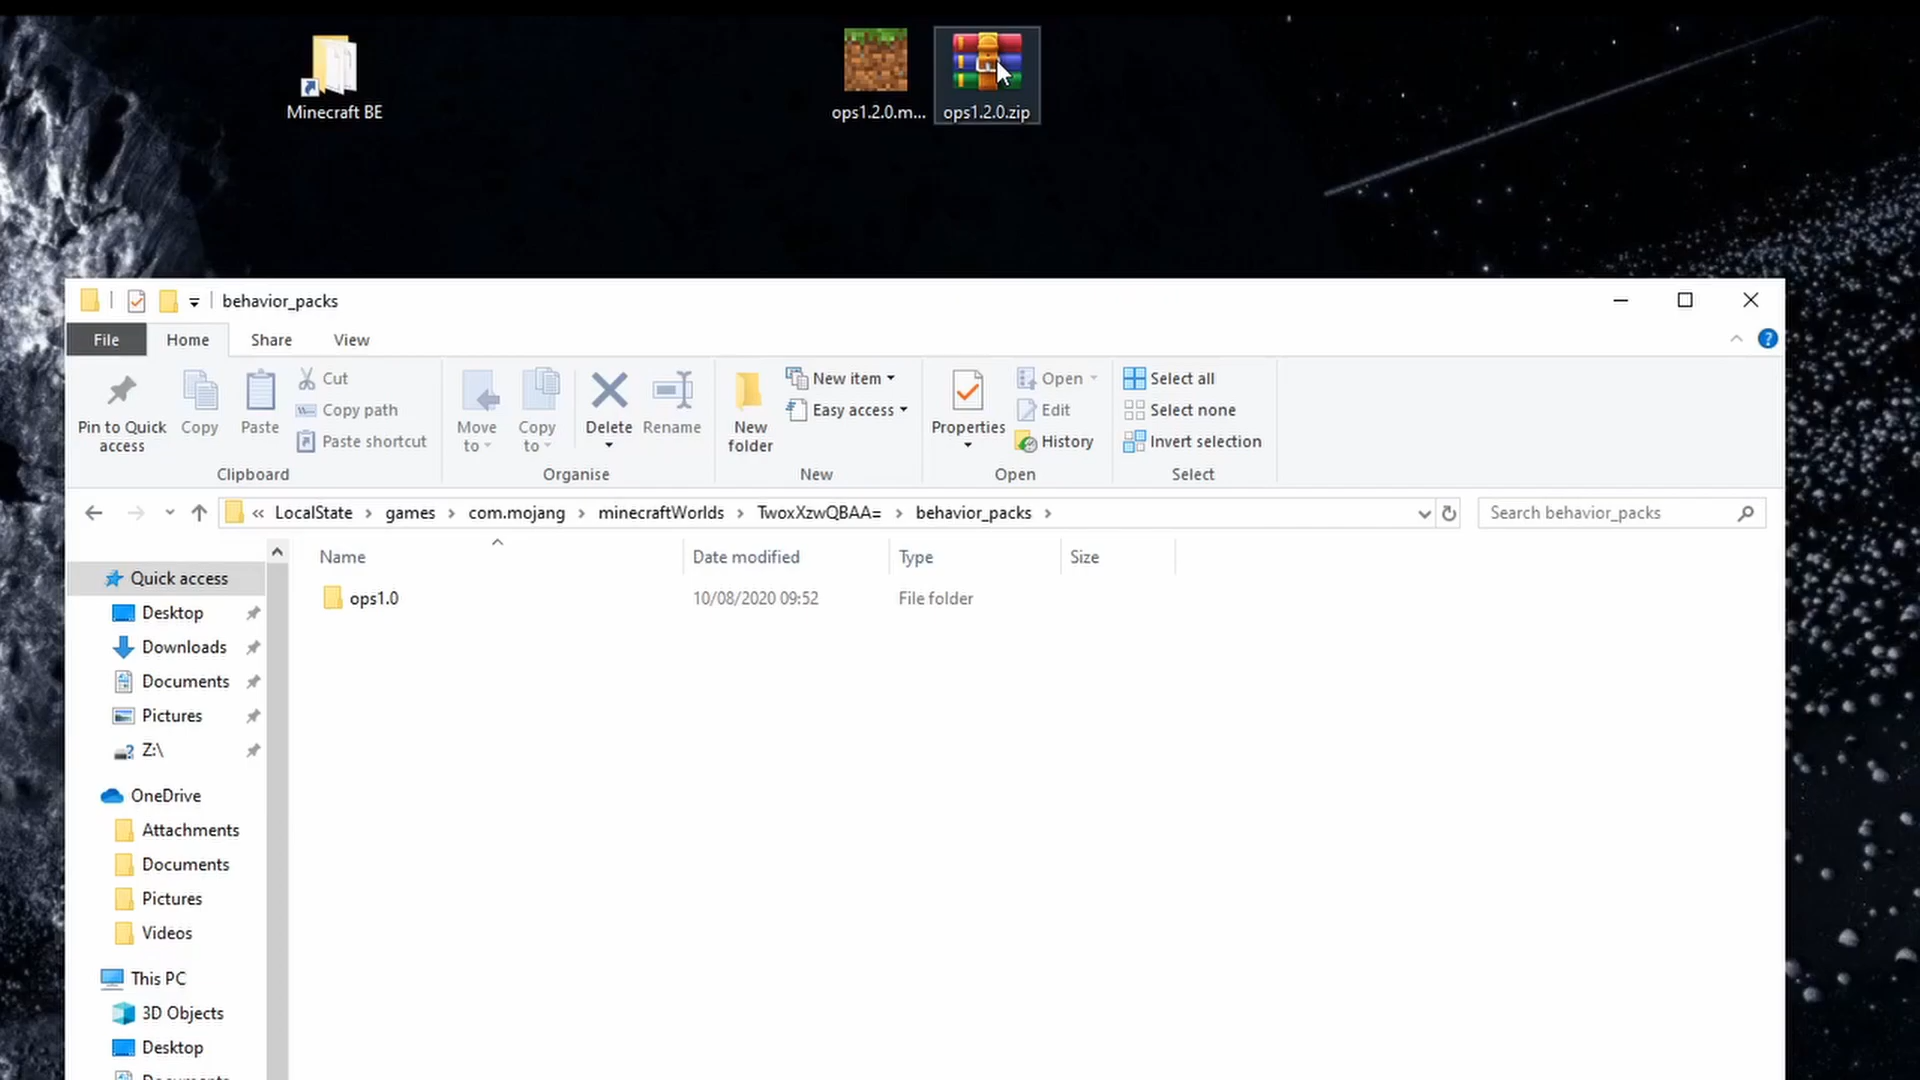 Minecraft BE
ops1.2.0.m...
ops1.2.0.zip
behavior_packs
File
Home
Share
View
Pin to Quick
access
Copy
Paste
Cut
Copy path
Paste shortcut
Clipboard
Move
to
Copy
to
Delete
Rename
Organise
New
folder
New item
Easy access
New
Properties
Open
Edit
History
Open
Select all
Select none
Invert selection
Select
« LocalState > games > com.mojang > minecraftWorlds > TwoxXzwQBAA= > behavior_packs >
Search behavior_packs
Name
Date modified
Type
Size
ops1.0
10/08/2020 09:52
File folder
Quick access
Desktop
Downloads
Documents
Pictures
Z:\
OneDrive
Attachments
Documents
Pictures
Videos
This PC
3D Objects
Desktop